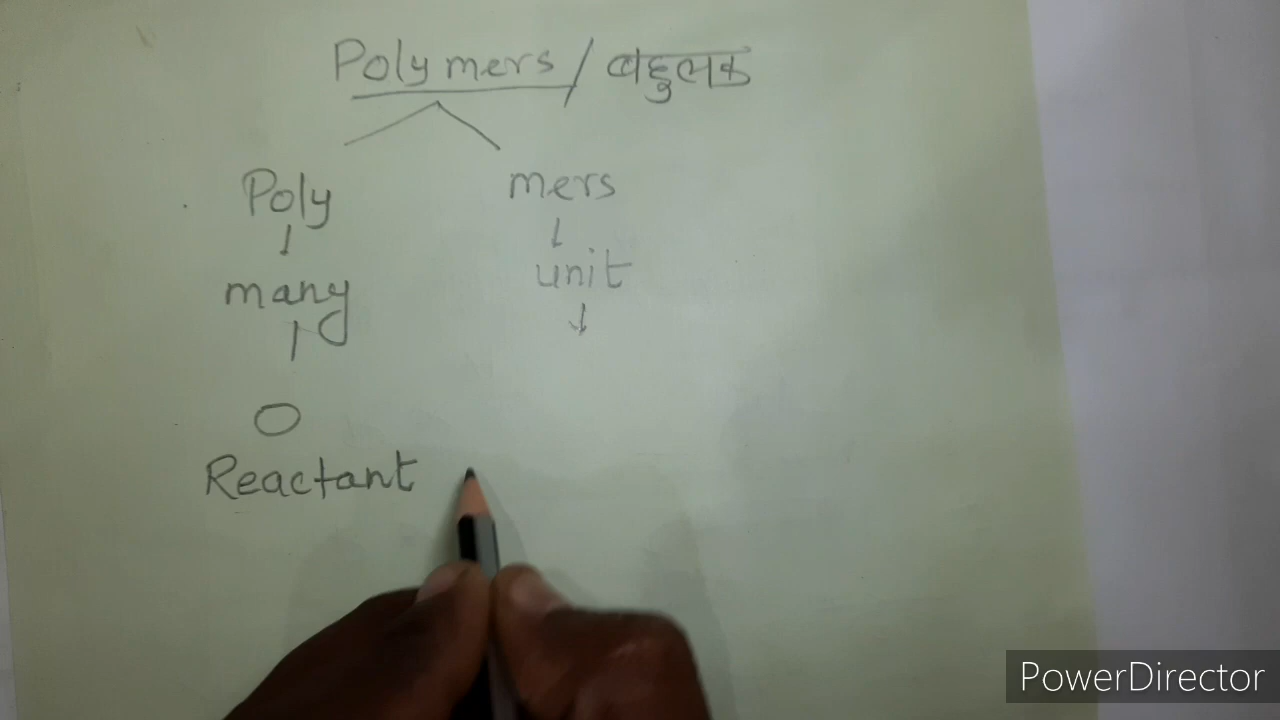 Polymers / बहुलक
Poly mers
↓ ↓
many unit
↓
O
Reactant
PowerDirector